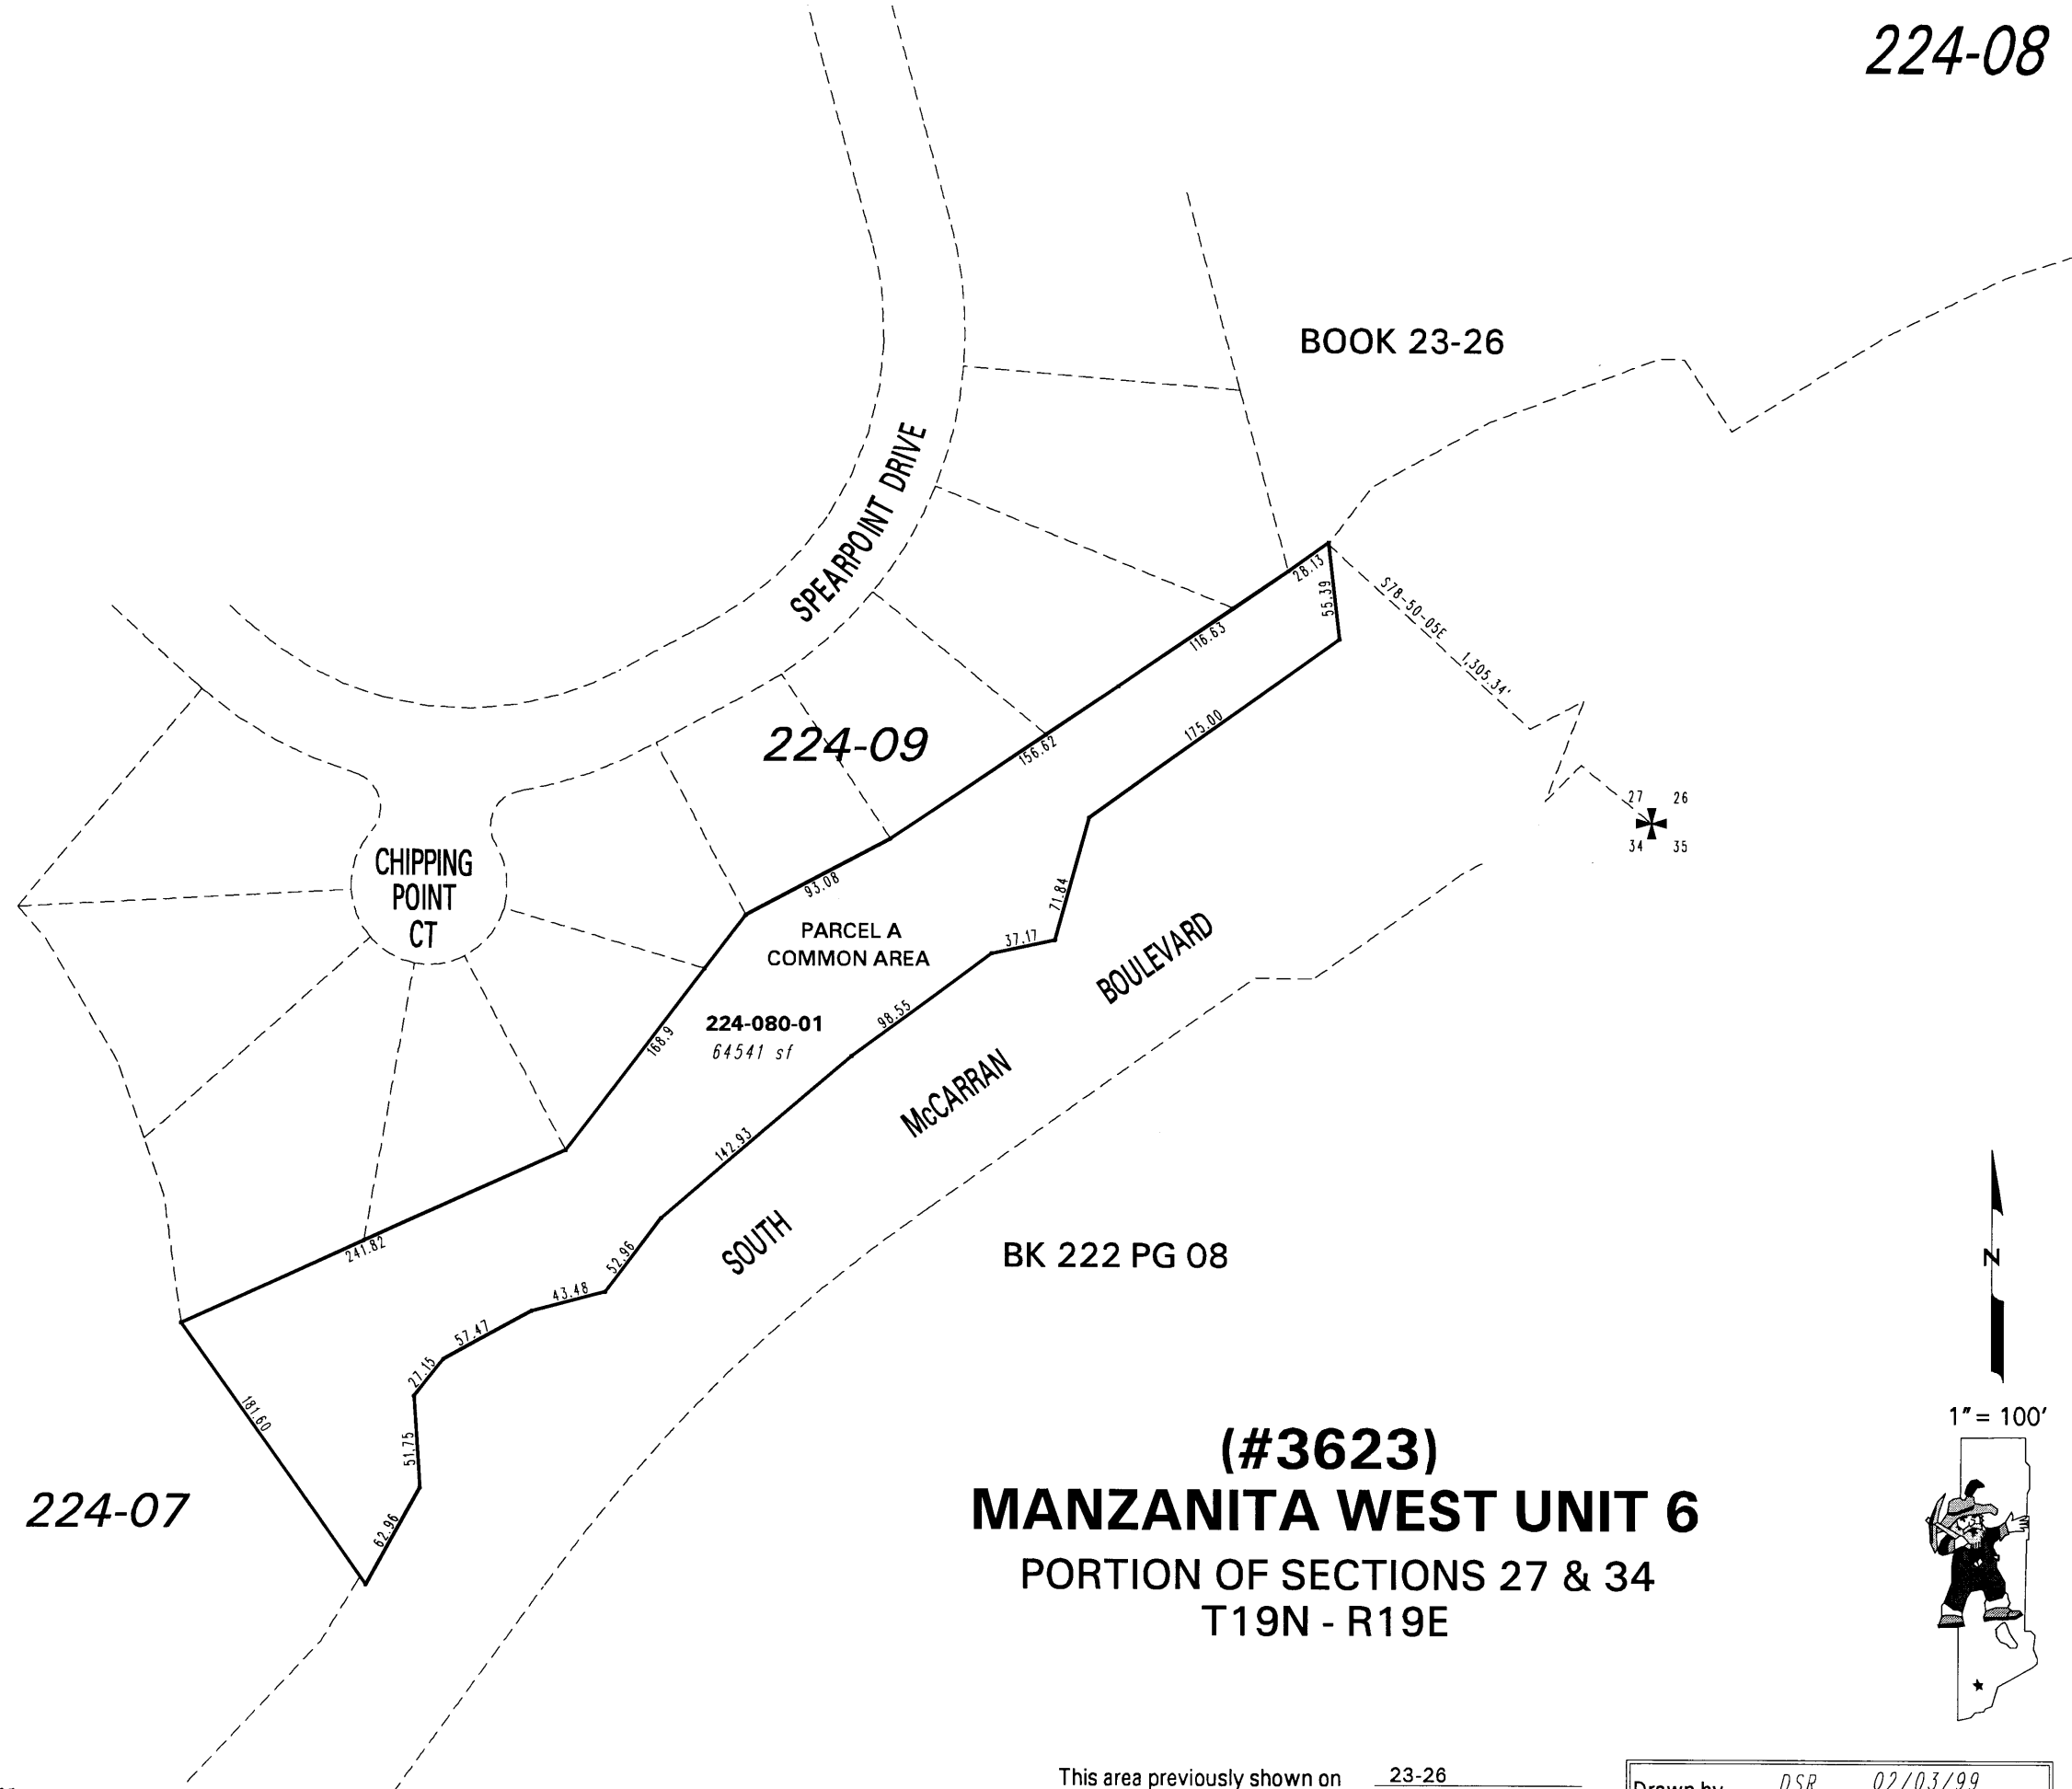 224-08
BOOK 23-26
SPEARPOINT DRIVE
28.13
55.39
S78-50-05E
1,305.34'
116.63
175.00
156.62
224-09
27 26
34 35
CHIPPING
POINT
CT
93.08
71.84
PARCEL A
COMMON AREA
37.17
BOULEVARD
98.55
224-080-01
64541 sf
168.9
McCARRAN
142.93
SOUTH
241.82
52.96
BK 222 PG 08
N
43.48
57.47
27.15
181.60
51.75
1" = 100'
(#3623)
MANZANITA WEST UNIT 6
224-07
62.96
PORTION OF SECTIONS 27 & 34
T19N - R19E
This area previously shown on 23-26
Drawn by DSR 02/03/99